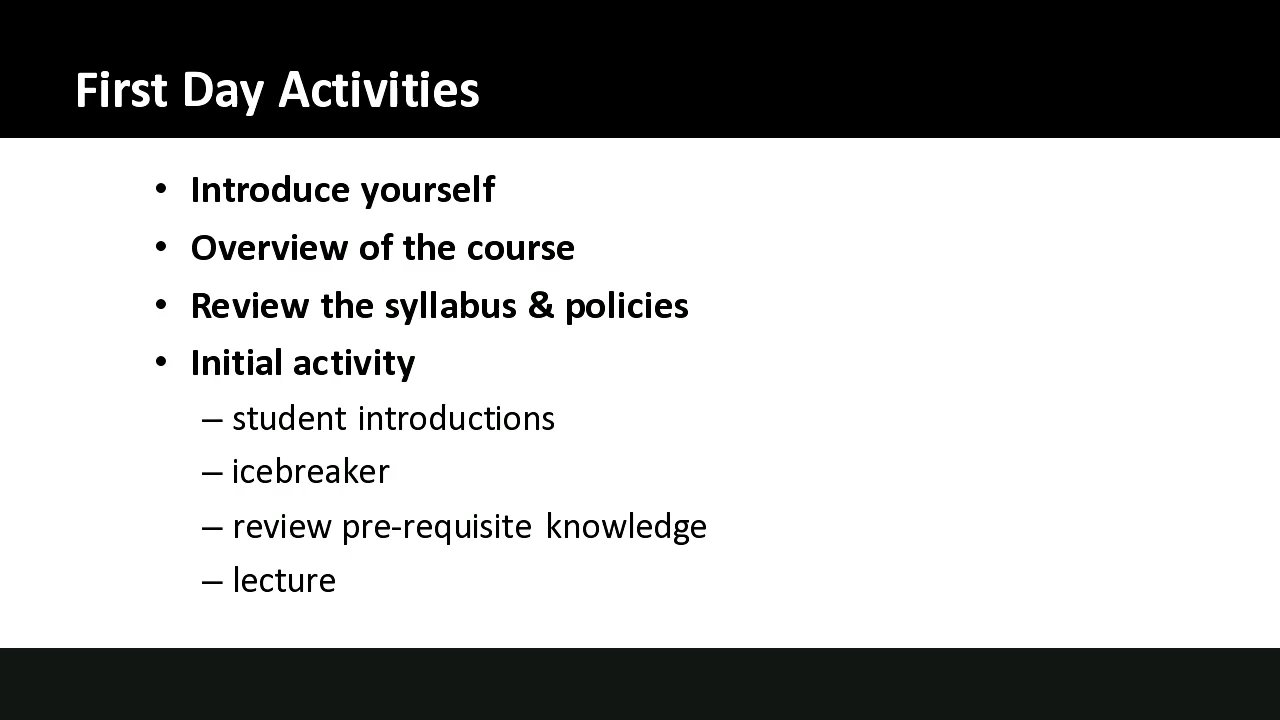 First Day Activities
• Introduce yourself
• Overview of the course
• Review the syllabus & policies
• Initial activity
– student introductions
– icebreaker
– review pre-requisite knowledge
– lecture